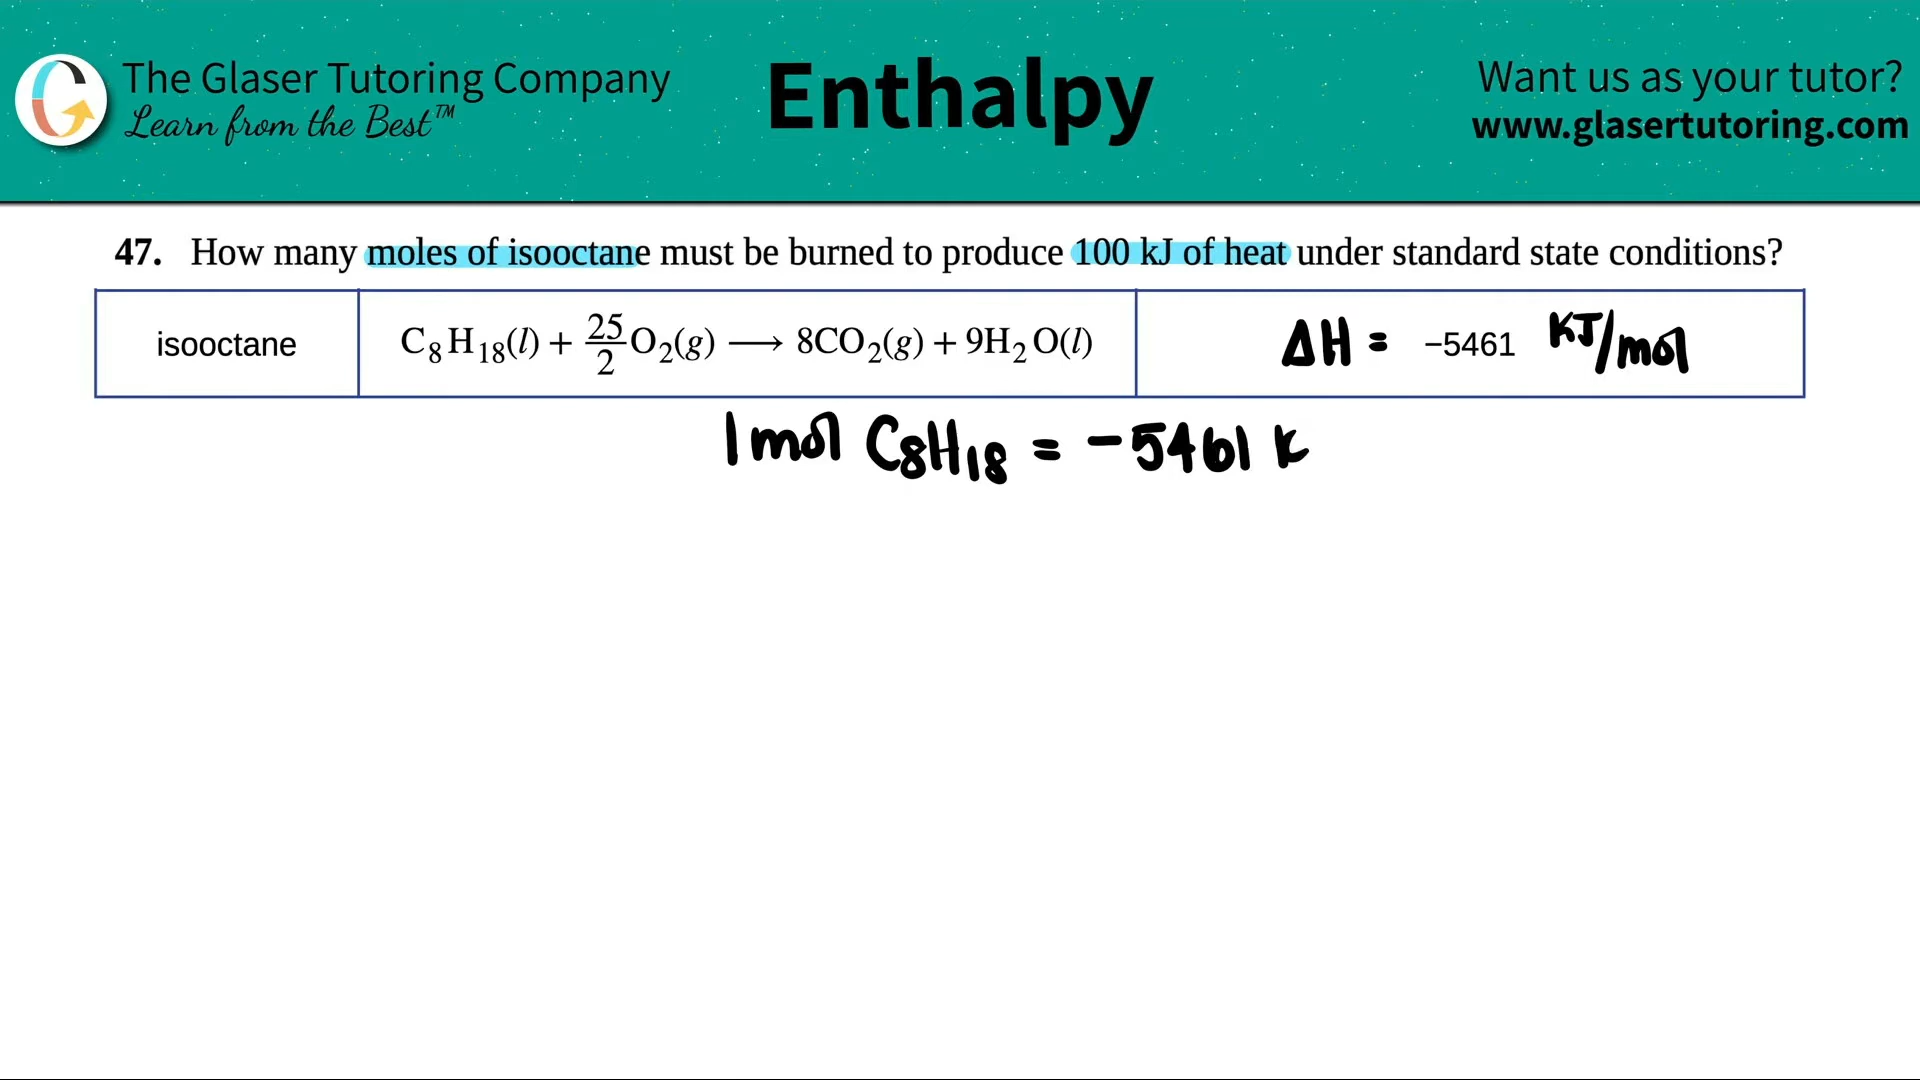 The Glaser Tutoring Company
Learn from the Best™
Enthalpy
Want us as your tutor?
www.glasertutoring.com
47. How many moles of isooctane must be burned to produce 100 kJ of heat under standard state conditions?
isooctane
C₈H₁₈(l) + 25/2 O₂(g) ⟶ 8CO₂(g) + 9H₂O(l)
ΔH = −5461 KJ/mol
1 mol C₈H₁₈ = −5461 k